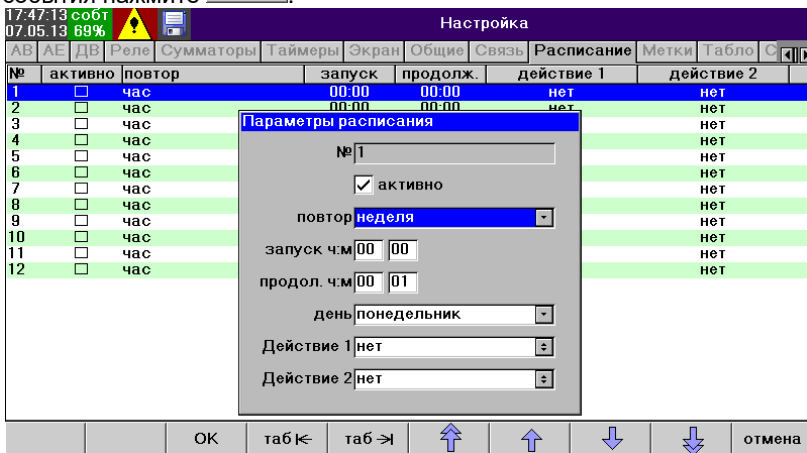 события нажмите ______.
17:47:13 собт
07.05.13 69%
Настройка
АВ АЕ ДВ Реле Сумматоры Таймеры Экран Общие Связь Расписание Метки Табло С
№ активно повтор запуск продолж. действие 1 действие 2
1 час 00:00 00:00 нет нет
2 час 00:00 00:00 нет нет
3 час нет
4 час нет
5 час нет
6 час нет
7 час нет
8 час нет
9 час нет
10 час нет
11 час нет
12 час нет
Параметры расписания
№ 1
активно
повтор неделя
запуск ч:м 00 00
продол. ч:м 00 01
день понедельник
Действие 1 нет
Действие 2 нет
ОК таб таб отмена